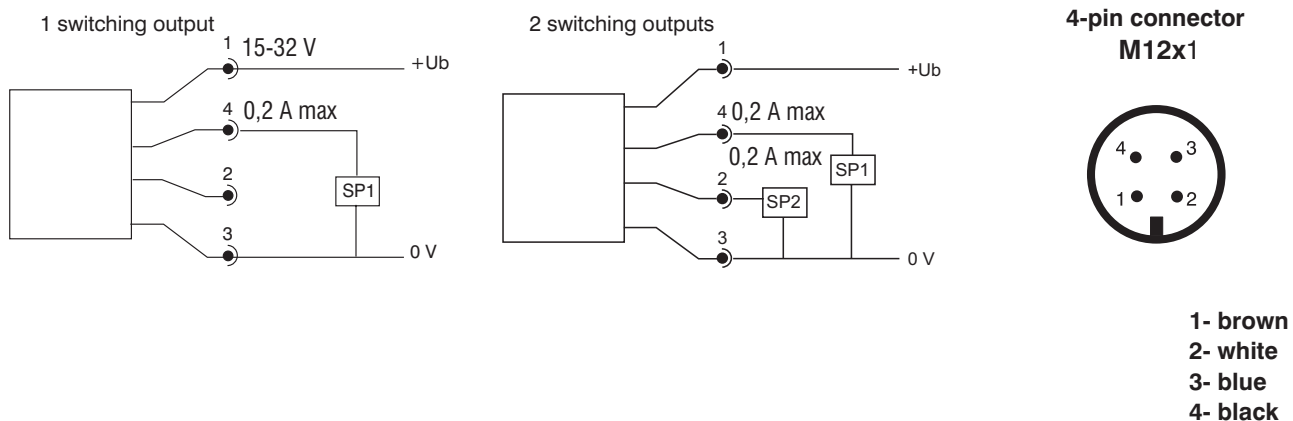 1 switching output
1 15-32 V
+Ub
4 0,2 A max
2
SP1
3
0 V
2 switching outputs
1
+Ub
4 0,2 A max
0,2 A max
SP1
2
SP2
3
0 V
4-pin connector
M12x1
4 3
1 2
1- brown
2- white
3- blue
4- black